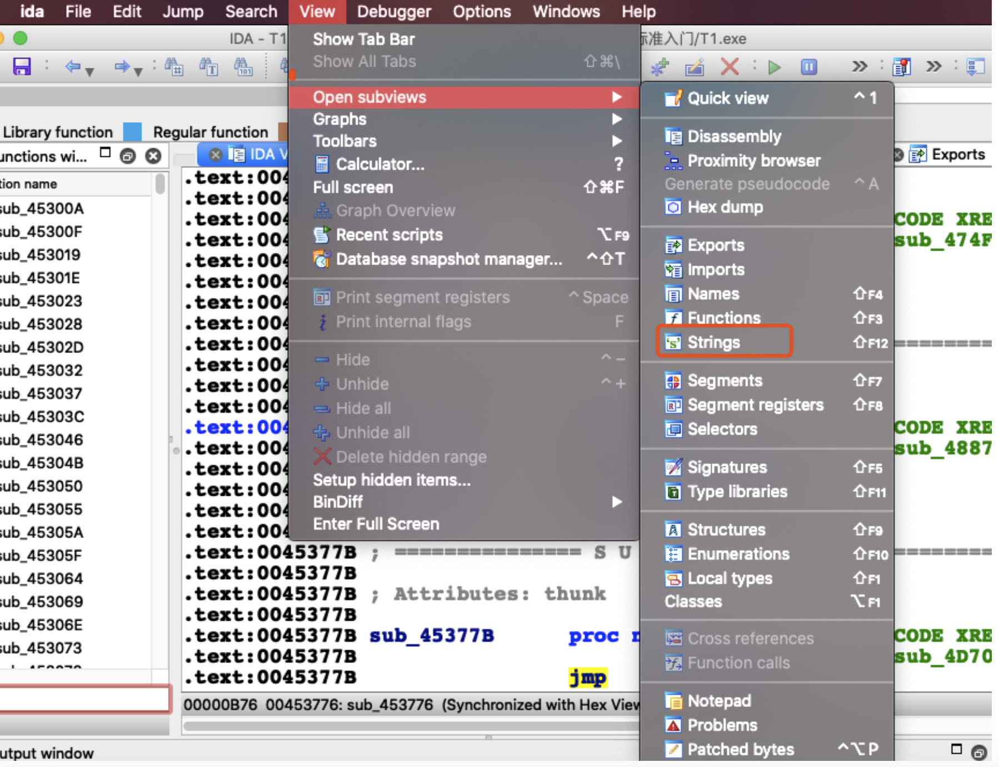 ida File Edit Jump Search View Debugger Options Windows Help
IDA - T1 标准入门/T1.exe
Show Tab Bar
Show All Tabs ⇧⌘\
Open subviews
Graphs
Toolbars
Calculator... ?
Full screen ⇧⌘F
Graph Overview
Recent scripts ⌥F9
Database snapshot manager... ^⇧T
Print segment registers ^ Space
Print internal flags F
Hide ^ −
Unhide ^ +
Hide all
Unhide all
Delete hidden range
Setup hidden items...
BinDiff
Enter Full Screen
Quick view ^ 1
Disassembly
Proximity browser
Generate pseudocode ^ A
Hex dump
Exports
Imports
Names ⇧F4
Functions ⇧F3
Strings ⇧F12
Segments ⇧F7
Segment registers ⇧F8
Selectors
Signatures ⇧F5
Type libraries ⇧F11
Structures ⇧F9
Enumerations ⇧F10
Local types ⇧F1
Classes ⌥F1
Cross references
Function calls
Notepad
Problems
Patched bytes ^⌥P
Library function Regular function
unctions wi...
tion name
sub_45300A
sub_45300F
sub_453019
sub_45301E
sub_453023
sub_453028
sub_45302D
sub_453032
sub_453037
sub_45303C
sub_453046
sub_45304B
sub_453050
sub_453055
sub_45305A
sub_45305F
sub_453064
sub_453069
sub_45306E
sub_453073
IDA V
Exports
.text:004
.text:004
.text:004 CODE XRE
.text:004 sub_474F
.text:004
.text:004
.text:004
.text:004
.text:004 ========
.text:004
.text:004
.text:004
.text:004 CODE XRE
.text:004 sub_4887
.text:004
.text:004
.text:004
.text:004
.text:0045377B ; =============== S U ========
.text:0045377B
.text:0045377B ; Attributes: thunk
.text:0045377B
.text:0045377B sub_45377B proc n CODE XRE
.text:0045377B sub_4D70
.text:0045377B jmp
00000B76 00453776: sub_453776 (Synchronized with Hex View
utput window